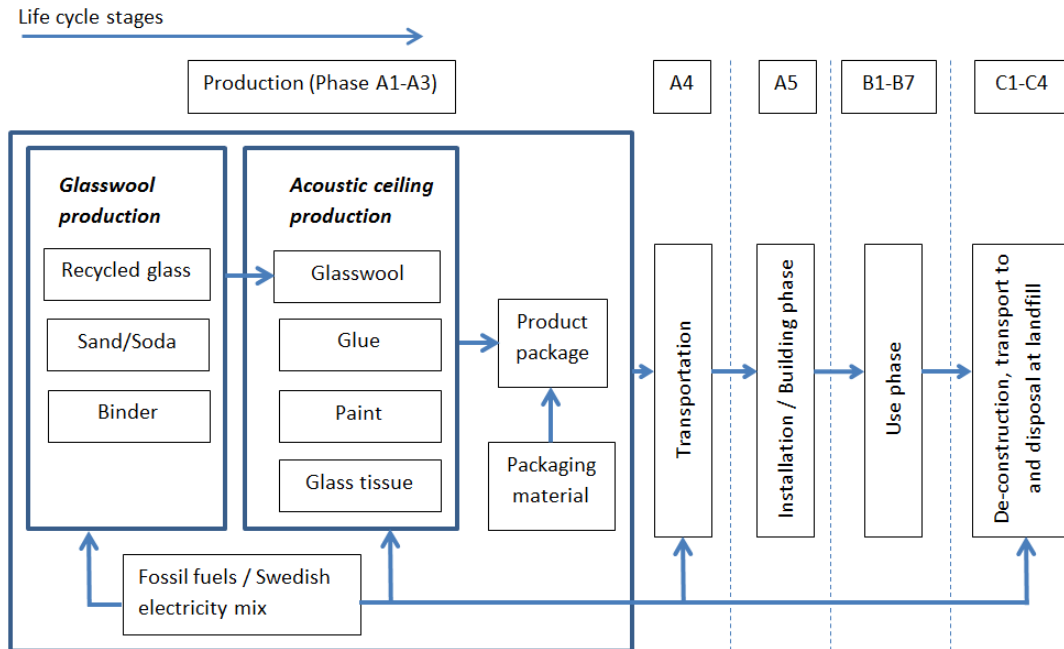 Life cycle stages
Production (Phase A1-A3)
A4
A5
B1-B7
C1-C4
Glasswool
production
Recycled glass
Sand/Soda
Binder
Acoustic ceiling
production
Glasswool
Glue
Paint
Glass tissue
Product
package
Packaging
material
Fossil fuels / Swedish
electricity mix
Transportation
Installation / Building phase
Use phase
De-construction, transport to
and disposal at landfill